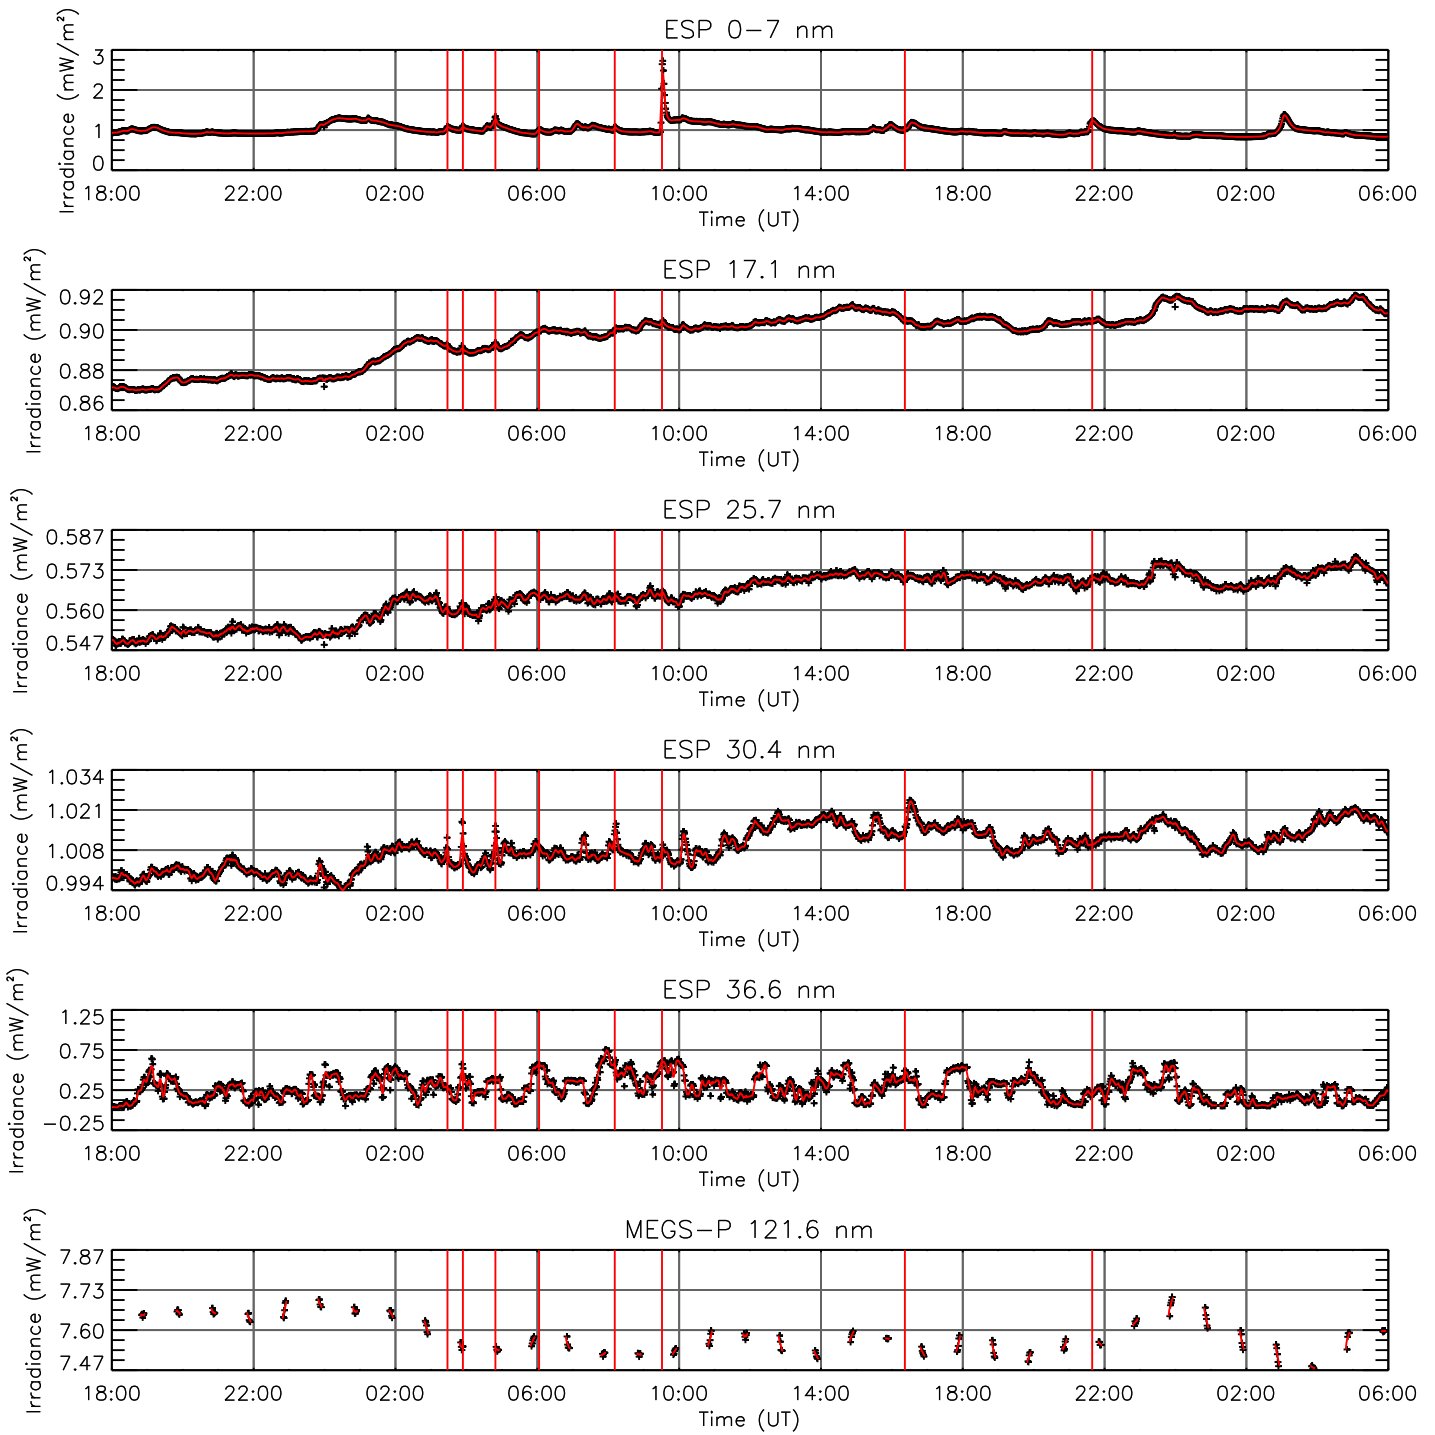 ESP 0-7 nm
Irradiance (mW/m²)
3
2
1
0
18:00 22:00 02:00 06:00 10:00 14:00 18:00 22:00 02:00 06:00
Time (UT)
ESP 17.1 nm
Irradiance (mW/m²)
0.92
0.90
0.88
0.86
18:00 22:00 02:00 06:00 10:00 14:00 18:00 22:00 02:00 06:00
Time (UT)
ESP 25.7 nm
Irradiance (mW/m²)
0.587
0.573
0.560
0.547
18:00 22:00 02:00 06:00 10:00 14:00 18:00 22:00 02:00 06:00
Time (UT)
ESP 30.4 nm
Irradiance (mW/m²)
1.034
1.021
1.008
0.994
18:00 22:00 02:00 06:00 10:00 14:00 18:00 22:00 02:00 06:00
Time (UT)
ESP 36.6 nm
Irradiance (mW/m²)
1.25
0.75
0.25
-0.25
18:00 22:00 02:00 06:00 10:00 14:00 18:00 22:00 02:00 06:00
Time (UT)
MEGS-P 121.6 nm
Irradiance (mW/m²)
7.87
7.73
7.60
7.47
18:00 22:00 02:00 06:00 10:00 14:00 18:00 22:00 02:00 06:00
Time (UT)